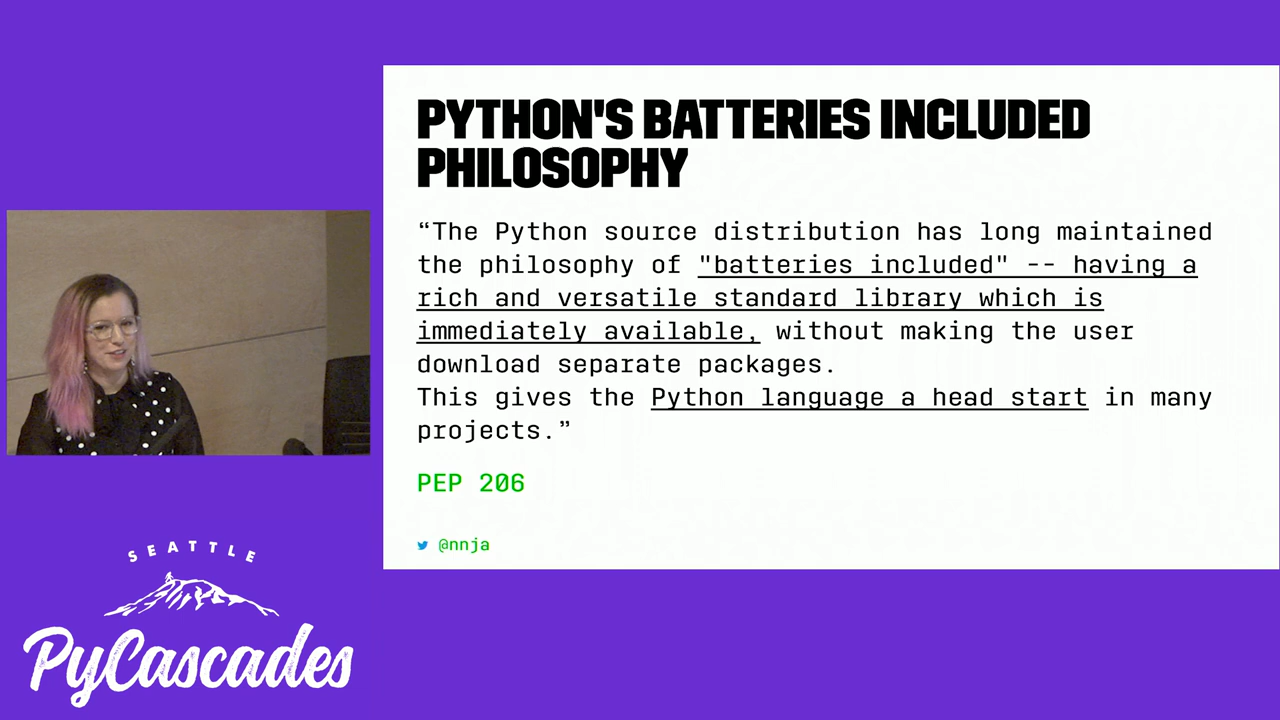 PYTHON'S BATTERIES INCLUDED
PHILOSOPHY
“The Python source distribution has long maintained
the philosophy of "batteries included" -- having a
rich and versatile standard library which is
immediately available, without making the user
download separate packages.
This gives the Python language a head start in many
projects.”
PEP 206
@nnja
SEATTLE
PyCascades